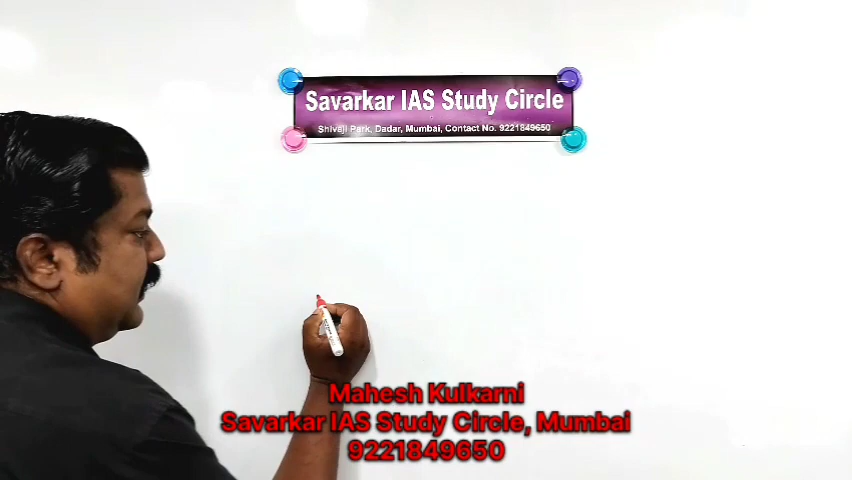 Savarkar IAS Study Circle
Shivaji Park, Dadar, Mumbai, Contact No. 9221849650
Mahesh Kulkarni
Savarkar IAS Study Circle, Mumbai
9221849650